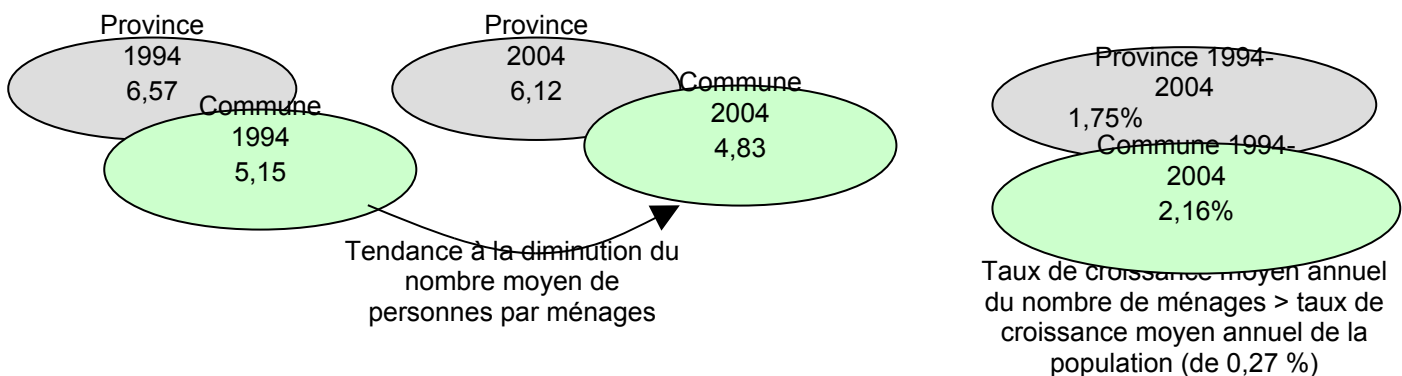 Province
1994
6,57
Commune
1994
5,15
Province
2004
6,12
Commune
2004
4,83
Tendance à la diminution du
nombre moyen de
personnes par ménages
Province 1994-
2004
1,75%
Commune 1994-
2004
2,16%
Taux de croissance moyen annuel
du nombre de ménages > taux de
croissance moyen annuel de la
population (de 0,27 %)